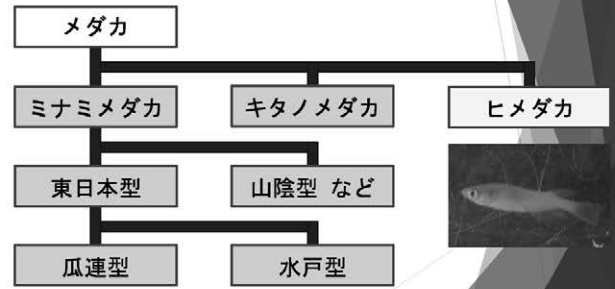 メダカ
ミナミメダカ
キタノメダカ
ヒメダカ
東日本型
山陰型 など
瓜連型
水戸型